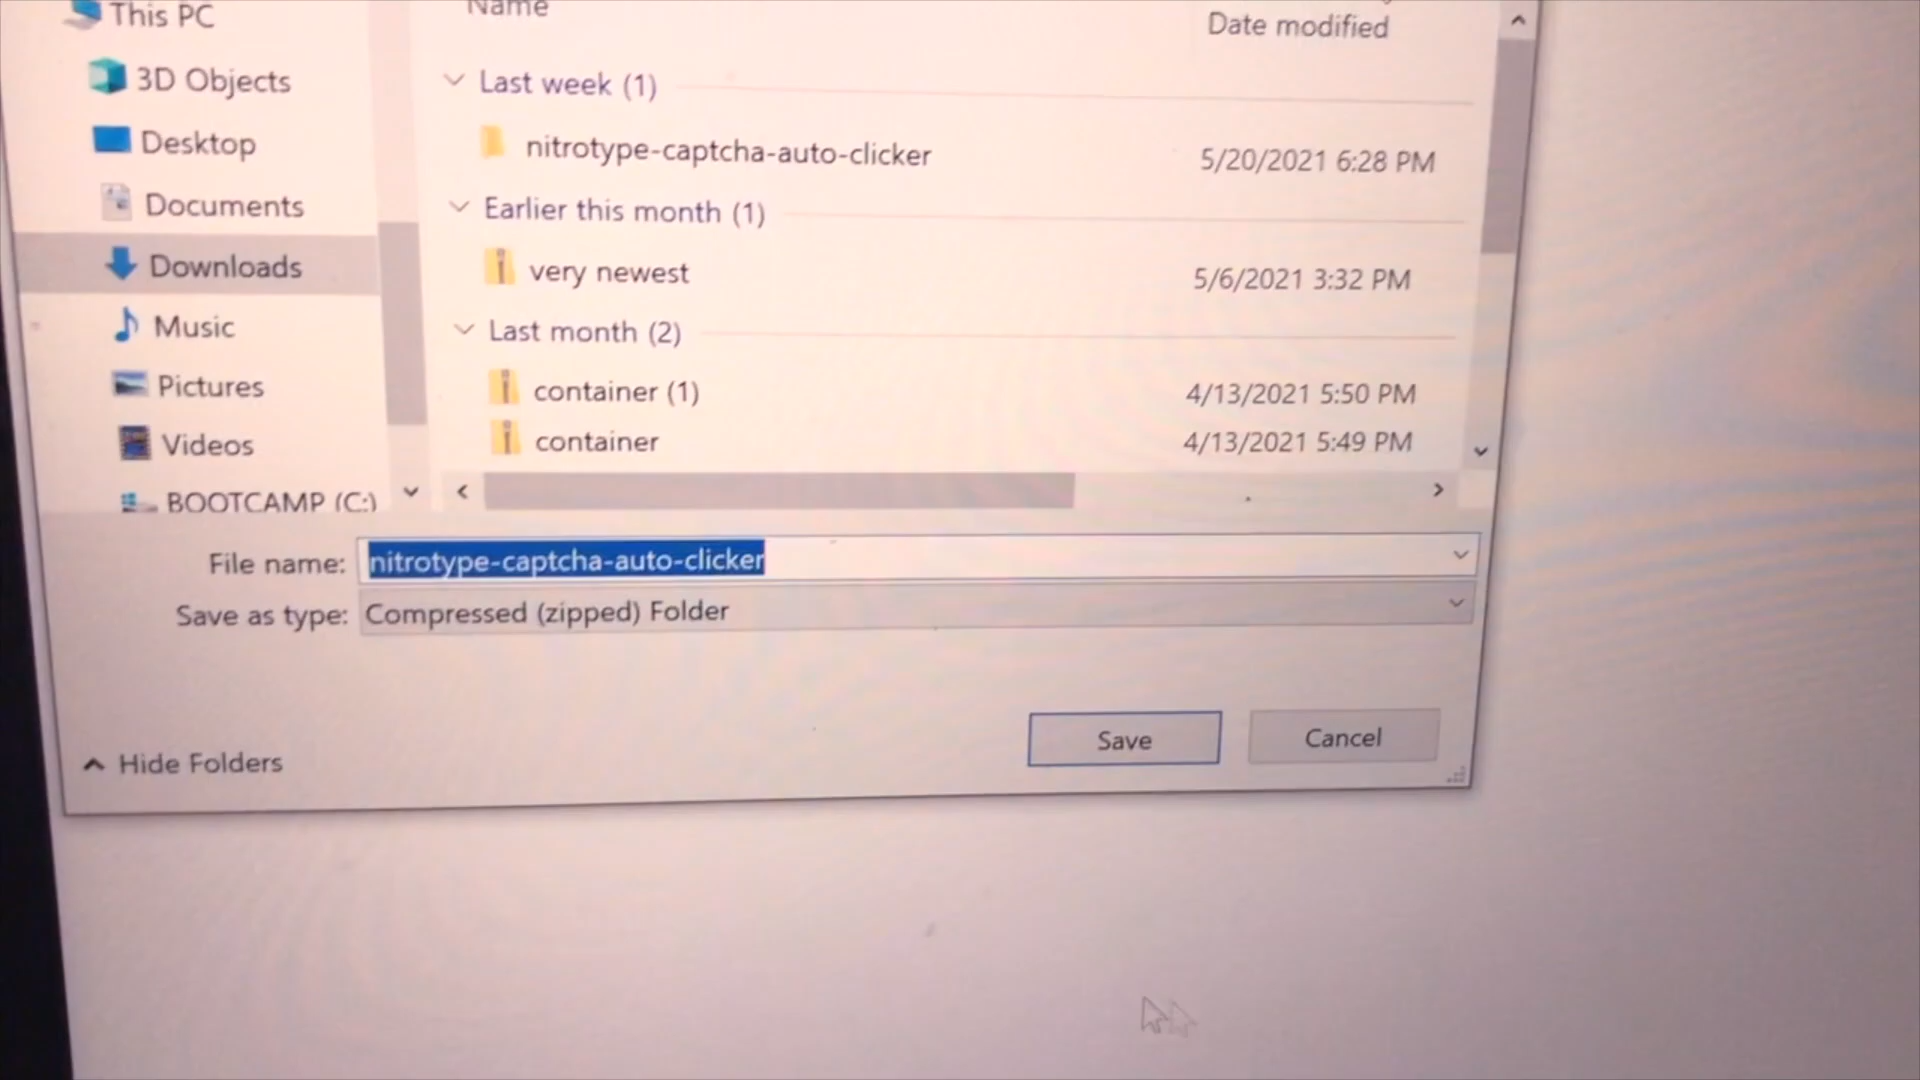 This PC
3D Objects
Desktop
Documents
Downloads
Music
Pictures
Videos
BOOTCAMP (C:)
Name
Date modified
Last week (1)
nitrotype-captcha-auto-clicker 5/20/2021 6:28 PM
Earlier this month (1)
very newest 5/6/2021 3:32 PM
Last month (2)
container (1) 4/13/2021 5:50 PM
container 4/13/2021 5:49 PM
File name: nitrotype-captcha-auto-clicker
Save as type: Compressed (zipped) Folder
Hide Folders
Save
Cancel